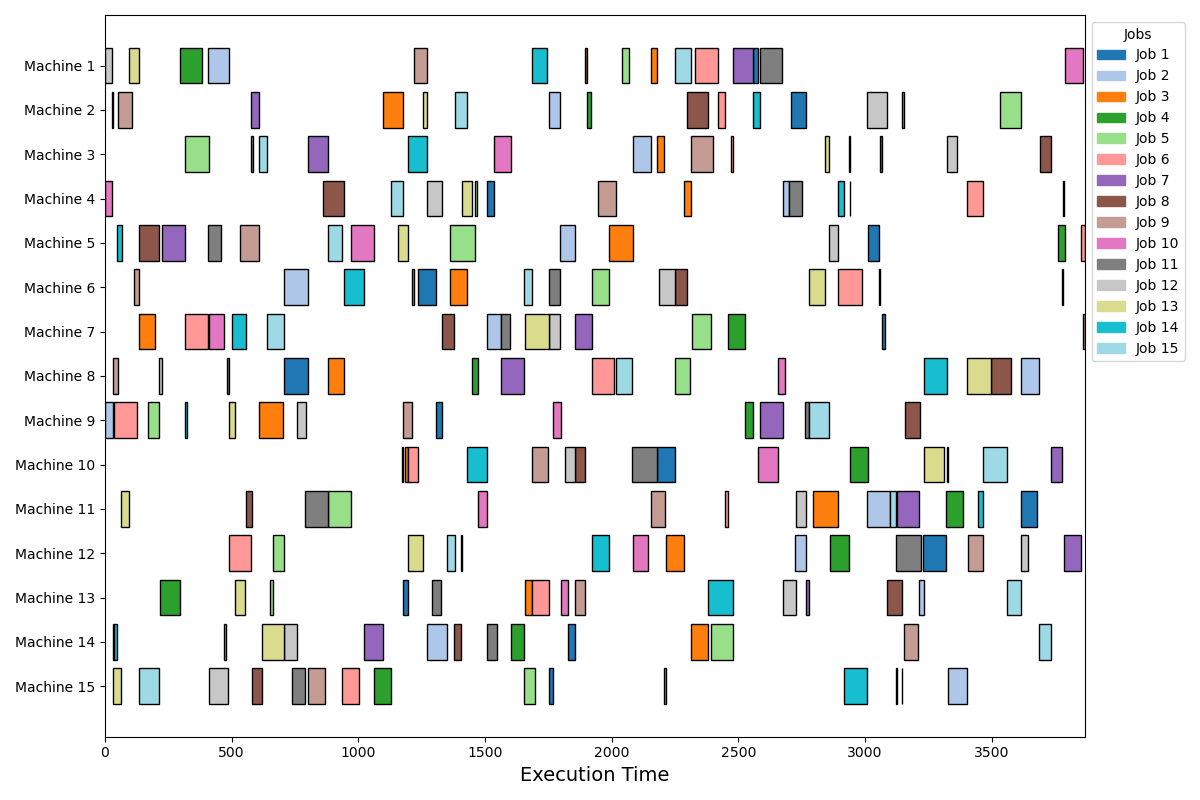 Jobs
Machine 1
Machine 2
Machine 3
Machine 4
Machine 5
Machine 6
Machine 7
Machine 8
Machine 9
Machine 10
Machine 11
Machine 12
Machine 13
Machine 14
Machine 15
Job 1
Job 2
Job 3
Job 4
Job 5
Job 6
Job 7
Job 8
Job 9
Job 10
Job 11
Job 12
Job 13
Job 14
Job 15
0 500 1000 1500 2000 2500 3000 3500
Execution Time